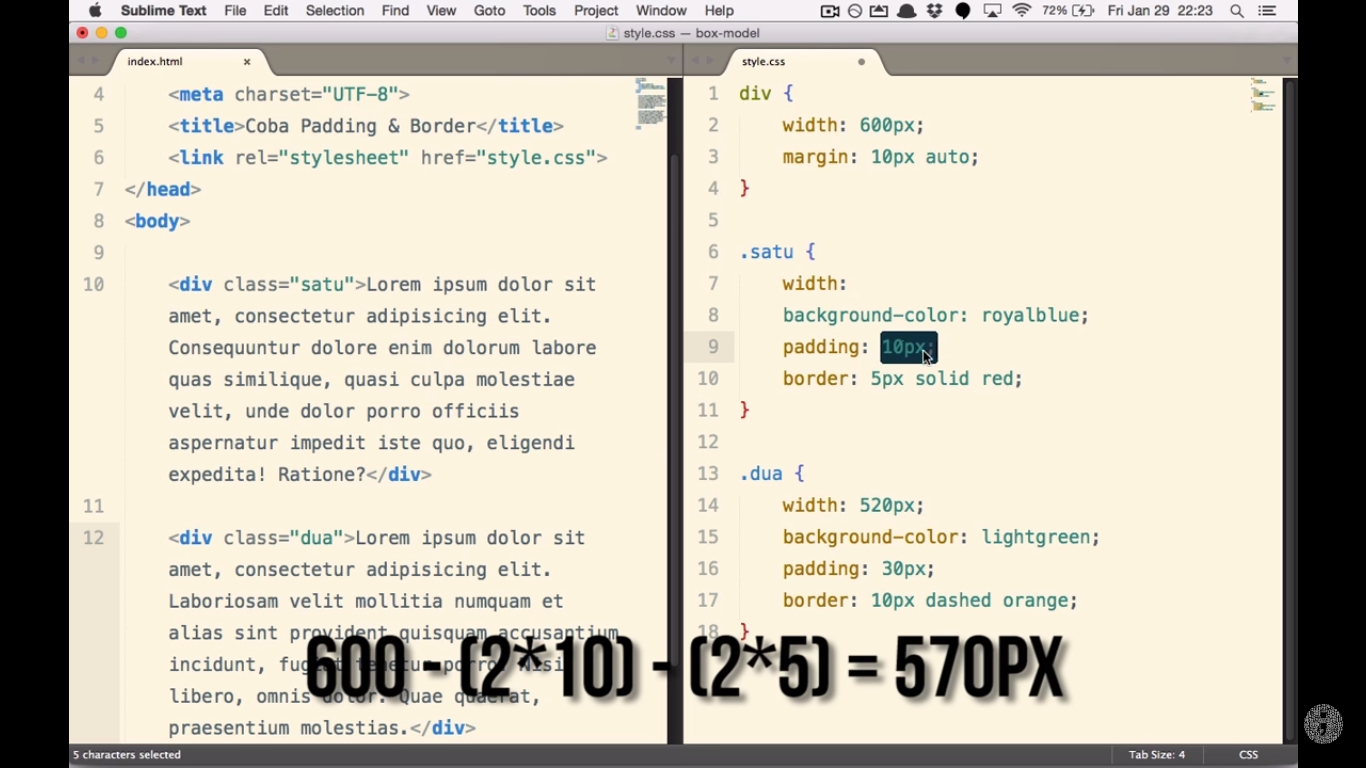 Sublime Text File Edit Selection Find View Goto Tools Project Window Help 72% Fri Jan 29 22:23
style.css — box-model
index.html
style.css
4 <meta charset="UTF-8">
5 <title>Coba Padding & Border</title>
6 <link rel="stylesheet" href="style.css">
7 </head>
8 <body>
9
10 <div class="satu">Lorem ipsum dolor sit
amet, consectetur adipisicing elit.
Consequuntur dolore enim dolorum labore
quas similique, quasi culpa molestiae
velit, unde dolor porro officiis
aspernatur impedit iste quo, eligendi
expedita! Ratione?</div>
11
12 <div class="dua">Lorem ipsum dolor sit
amet, consectetur adipisicing elit.
Laboriosam velit mollitia numquam et
alias sint provident quisquam accusantium
incidunt, nisi
libero, omnis Quae quaerat,
praesentium molestias.</div>
1 div {
2 width: 600px;
3 margin: 10px auto;
4 }
5
6 .satu {
7 width:
8 background-color: royalblue;
9 padding: 10px;
10 border: 5px solid red;
11 }
12
13 .dua {
14 width: 520px;
15 background-color: lightgreen;
16 padding: 30px;
17 border: 10px dashed orange;
18 }
600 - (2*10) - (2*5) = 570PX
5 characters selected
Tab Size: 4
CSS